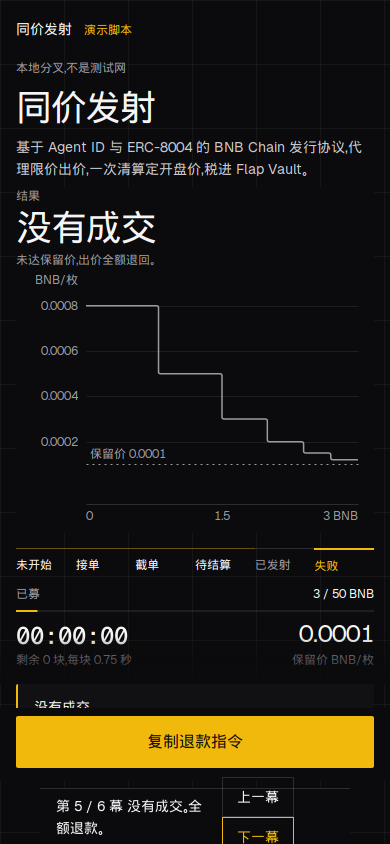 同价发射 演示脚本
本地分叉,不是测试网
同价发射
基于 Agent ID 与 ERC-8004 的 BNB Chain 发行协议,代
理限价出价,一次清算定开盘价,税进 Flap Vault。
结果
没有成交
未达保留价,出价全额退回。
BNB/枚
0.0008
0.0006
0.0004
0.0002
保留价 0.0001
0 1.5 3 BNB
未开始 接单 截单 待结算 已发射 失败
已募 3 / 50 BNB
00:00:00 0.0001
剩余 0 块,每块 0.75 秒 保留价 BNB/枚
没有成交
复制退款指令
第 5 / 6 幕 没有成交。全
额退款。
上一幕
下一幕